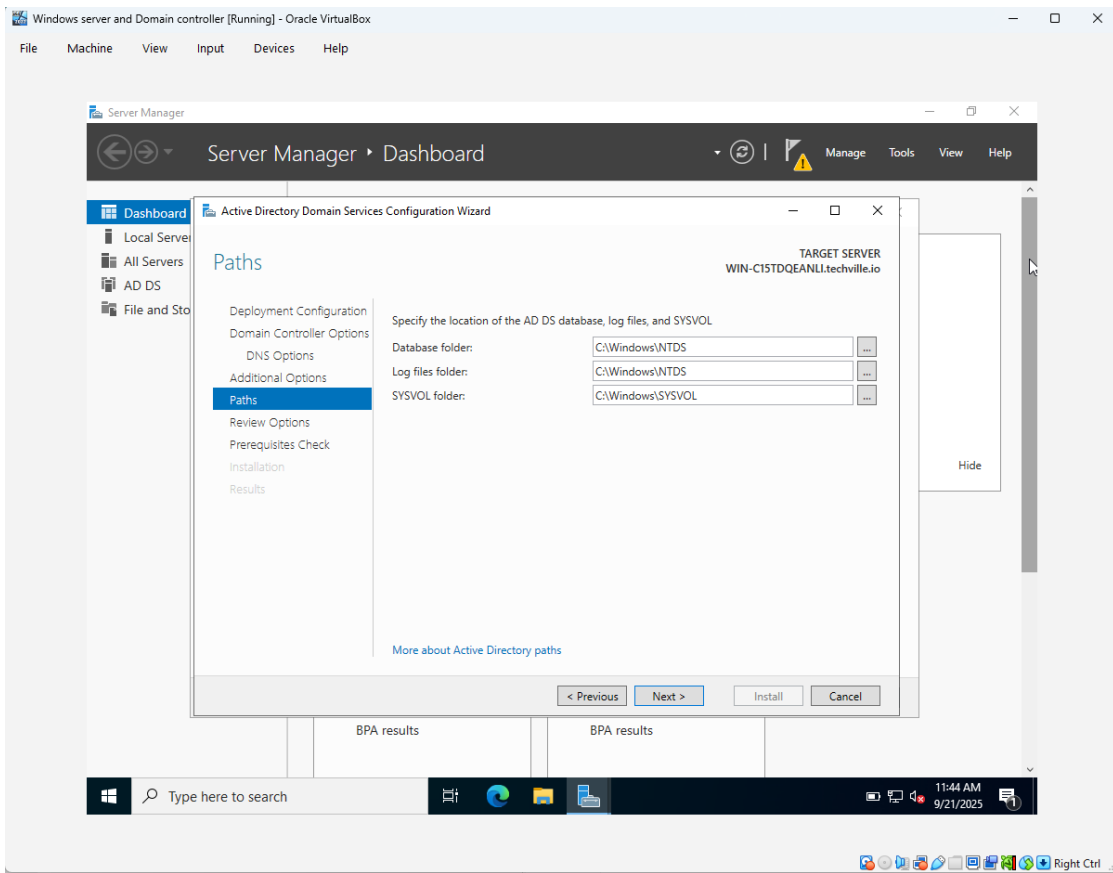 Windows server and Domain controller [Running] - Oracle VirtualBox
File Machine View Input Devices Help
Server Manager
Server Manager • Dashboard
Manage Tools View Help
Dashboard
Local Server
All Servers
AD DS
File and Sto
Active Directory Domain Services Configuration Wizard
Paths
TARGET SERVER
WIN-C15TDQEANLI.techville.io
Deployment Configuration
Domain Controller Options
DNS Options
Additional Options
Paths
Review Options
Prerequisites Check
Installation
Results
Specify the location of the AD DS database, log files, and SYSVOL
Database folder: C:\Windows\NTDS ...
Log files folder: C:\Windows\NTDS ...
SYSVOL folder: C:\Windows\SYSVOL ...
More about Active Directory paths
< Previous Next > Install Cancel
Hide
BPA results BPA results
Type here to search
11:44 AM
9/21/2025
1
Right Ctrl